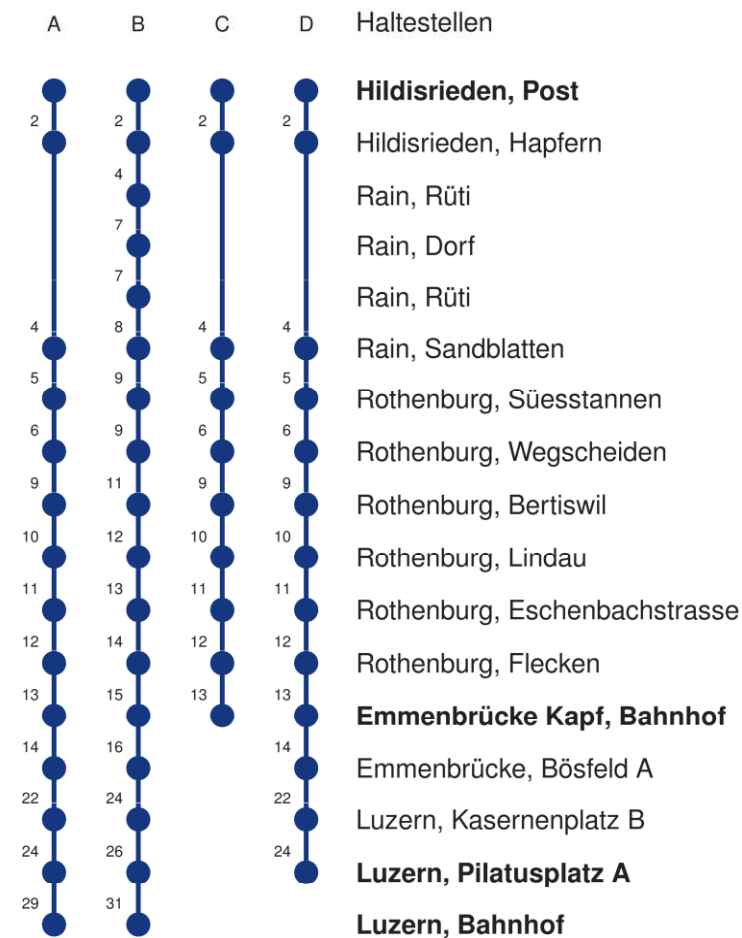 A B C D Haltestellen
Hildisrieden, Post
2 2 2 2 Hildisrieden, Hapfern
4 Rain, Rüti
7 Rain, Dorf
7 Rain, Rüti
4 8 4 4 Rain, Sandblatten
5 9 5 5 Rothenburg, Süesstannen
6 9 6 6 Rothenburg, Wegscheiden
9 11 9 9 Rothenburg, Bertiswil
10 12 10 10 Rothenburg, Lindau
11 13 11 11 Rothenburg, Eschenbachstrasse
12 14 12 12 Rothenburg, Flecken
13 15 13 13 Emmenbrücke Kapf, Bahnhof
14 16 14 Emmenbrücke, Bösfeld A
22 24 22 Luzern, Kasernenplatz B
24 26 24 Luzern, Pilatusplatz A
29 31 Luzern, Bahnhof